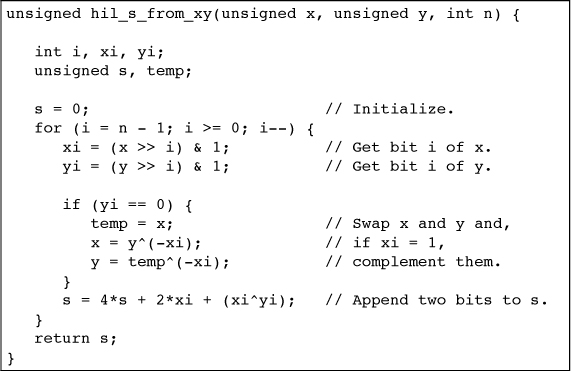 unsigned hil_s_from_xy(unsigned x, unsigned y, int n) {

   int i, xi, yi;
   unsigned s, temp;

   s = 0;                         // Initialize.
   for (i = n - 1; i >= 0; i--) {
      xi = (x >> i) & 1;          // Get bit i of x.
      yi = (y >> i) & 1;          // Get bit i of y.

      if (yi == 0) {
         temp = x;                // Swap x and y and,
         x = y^(-xi);             // if xi = 1,
         y = temp^(-xi);          // complement them.
      }
      s = 4*s + 2*xi + (xi^yi);   // Append two bits to s.
   }
   return s;
}